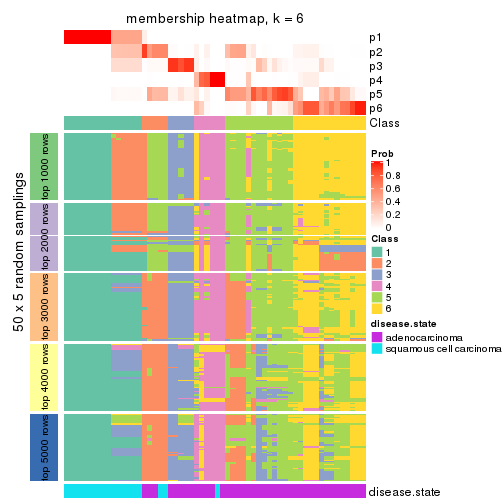 membership heatmap, k = 6
p1
p2
p3
p4
p5
p6
Class
50 x 5 random samplings
top 1000 rows
top 2000 rows
top 3000 rows
top 4000 rows
top 5000 rows
Prob
1
0.8
0.6
0.4
0.2
0
Class
1
2
3
4
5
6
disease.state
adenocarcinoma
squamous cell carcinoma
disease.state